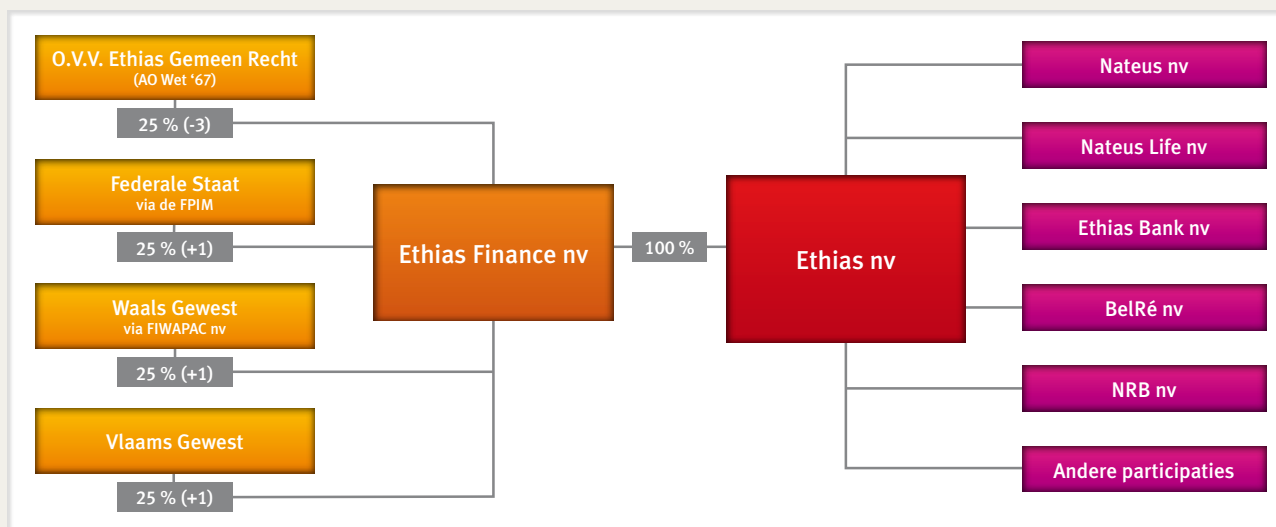 O.V.V. Ethias Gemeen Recht
(AO Wet ‘67)
25 % (-3)
Federale Staat
via de FPIM
25 % (+1)
Waals Gewest
via FIWAPAC nv
25 % (+1)
Vlaams Gewest
25 % (+1)
Ethias Finance nv
100 %
Ethias nv
Nateus nv
Nateus Life nv
Ethias Bank nv
BelRé nv
NRB nv
Andere participaties